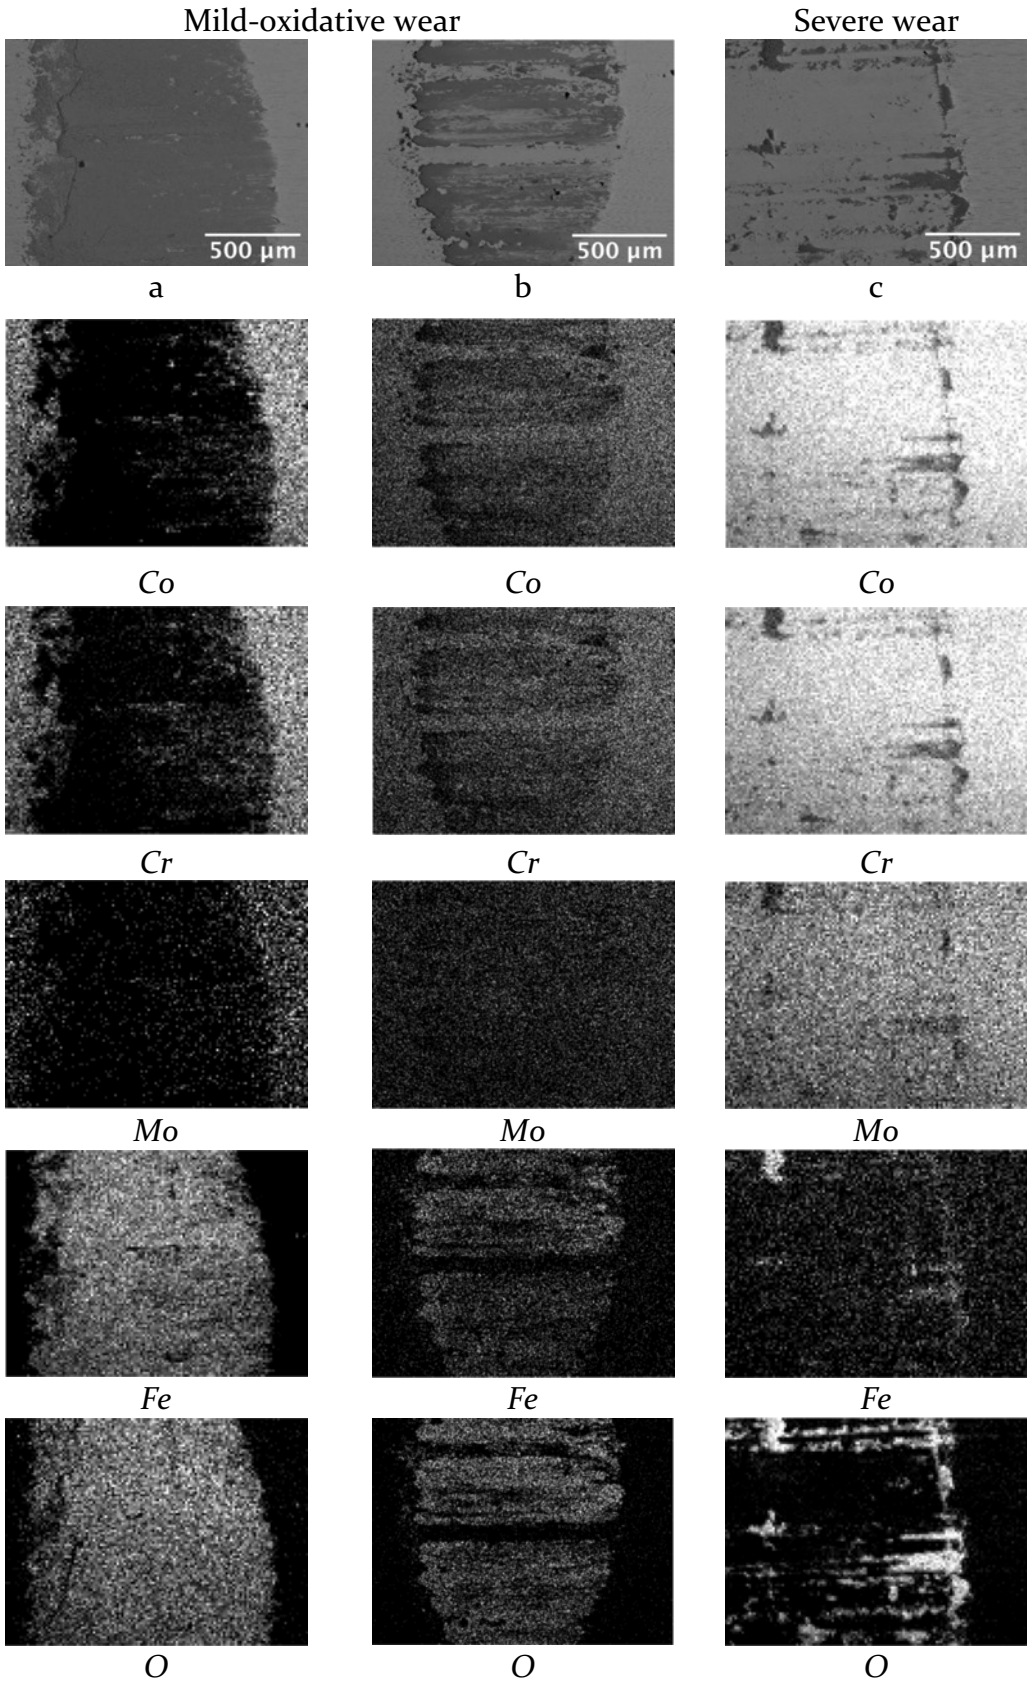 Mild-oxidative wear Severe wear
500 µm 500 µm 500 µm
a b c
Co Co Co
Cr Cr Cr
Mo Mo Mo
Fe Fe Fe
O O O